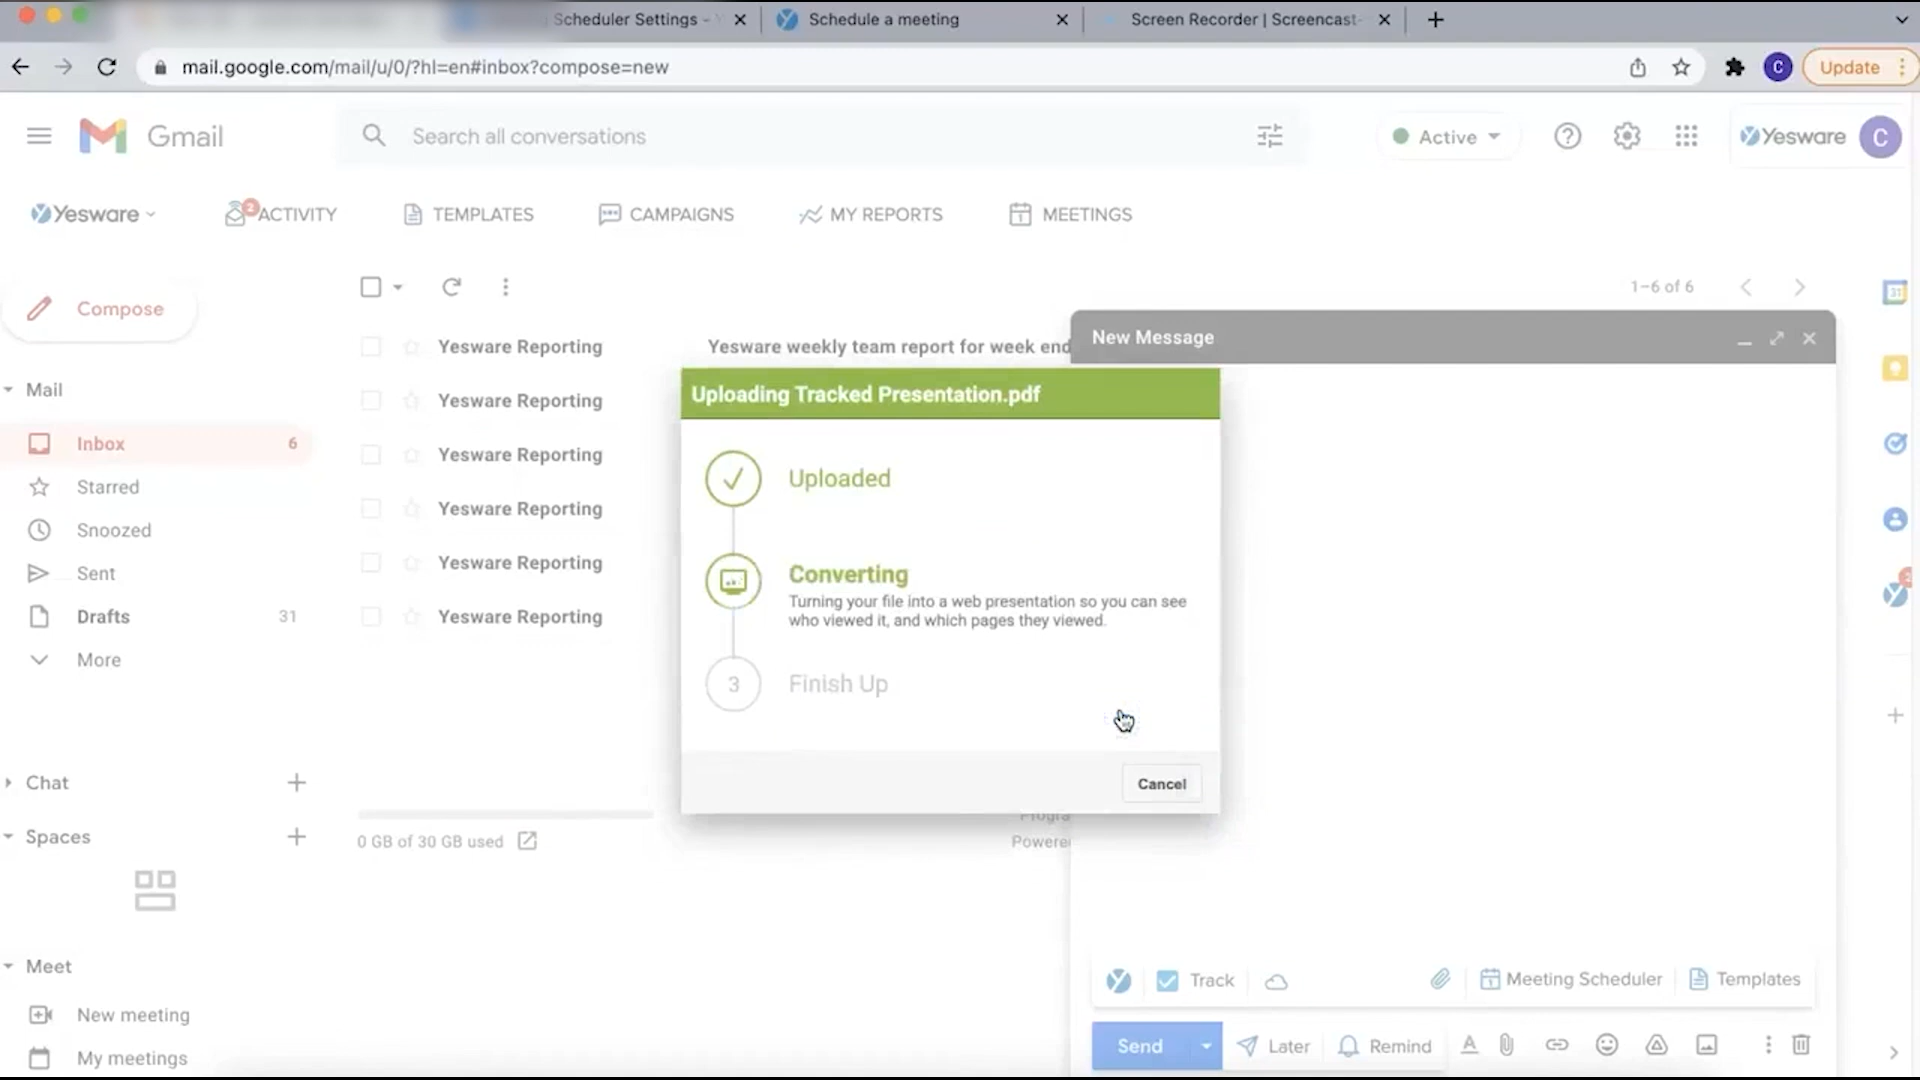 Scheduler Settings -
Schedule a meeting
Screen Recorder | Screencast-
mail.google.com/mail/u/0/?hl=en#inbox?compose=new
C
Update
Gmail
Search all conversations
Active
Yesware
C
Yesware
2
ACTIVITY
TEMPLATES
CAMPAIGNS
MY REPORTS
MEETINGS
Compose
1–6 of 6
31
Mail
Inbox 6
Starred
Snoozed
Sent
Drafts 31
More
Chat
Spaces
Meet
New meeting
My meetings
Yesware Reporting Yesware weekly team report for week end
Yesware Reporting
Yesware Reporting
Yesware Reporting
Yesware Reporting
Yesware Reporting
0 GB of 30 GB used
Progra
Powere
New Message
Uploading Tracked Presentation.pdf
Uploaded
Converting
Turning your file into a web presentation so you can see
who viewed it, and which pages they viewed.
3 Finish Up
Cancel
Track
Meeting Scheduler
Templates
Send
Later
Remind
2